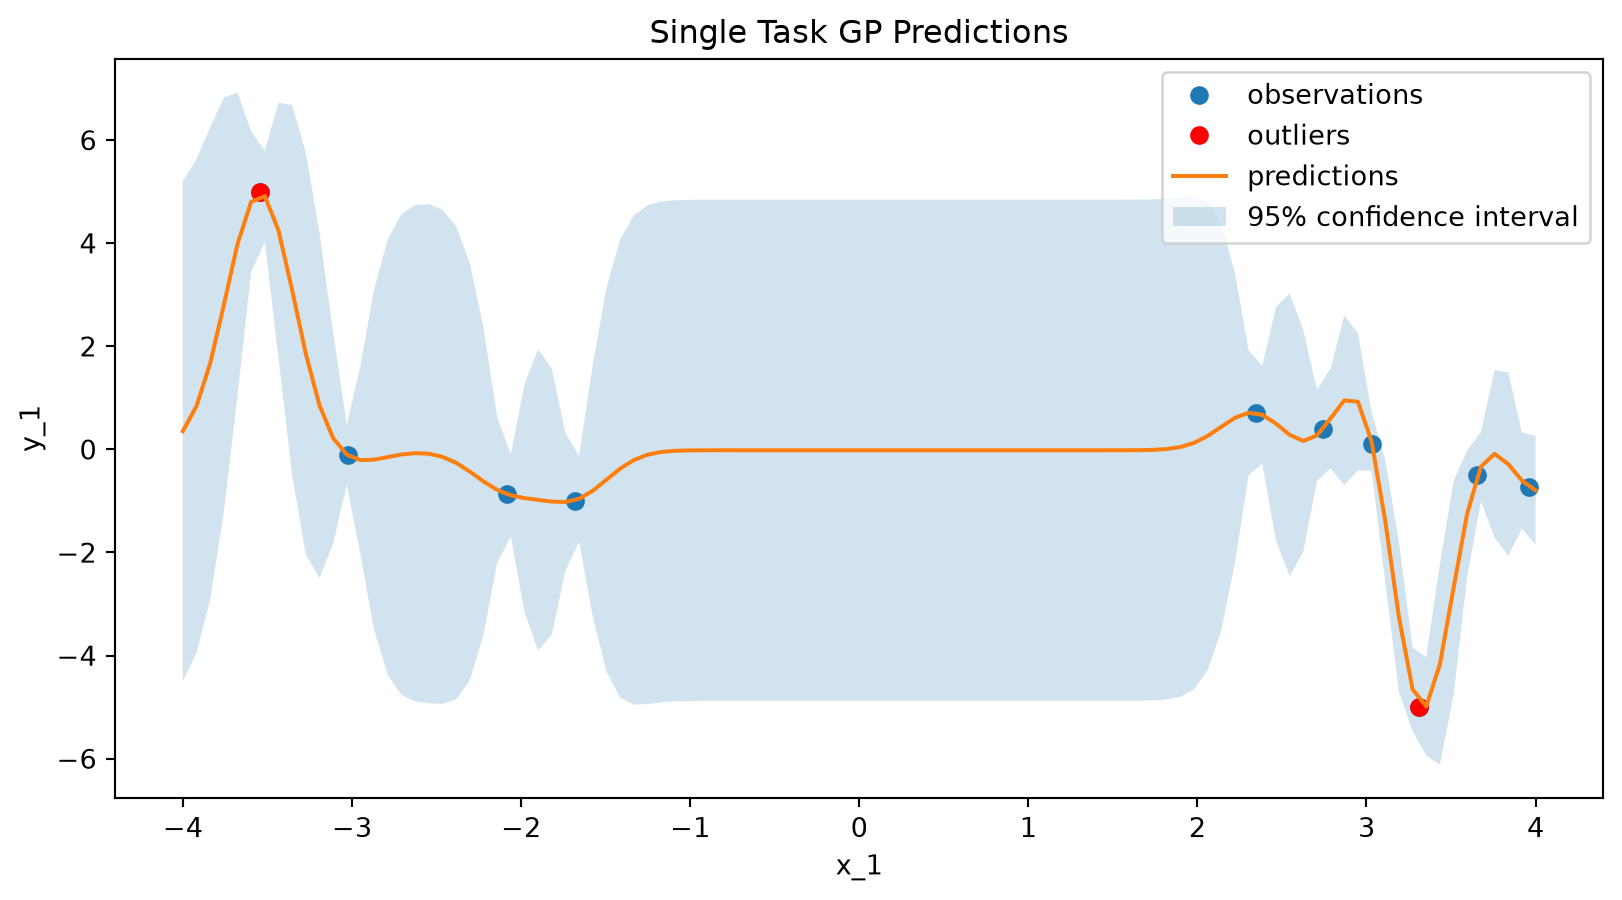 Single Task GP Predictions
observations
outliers
predictions
95% confidence interval
6
4
2
0
−2
−4
−6
y_1
−4 −3 −2 −1 0 1 2 3 4
x_1